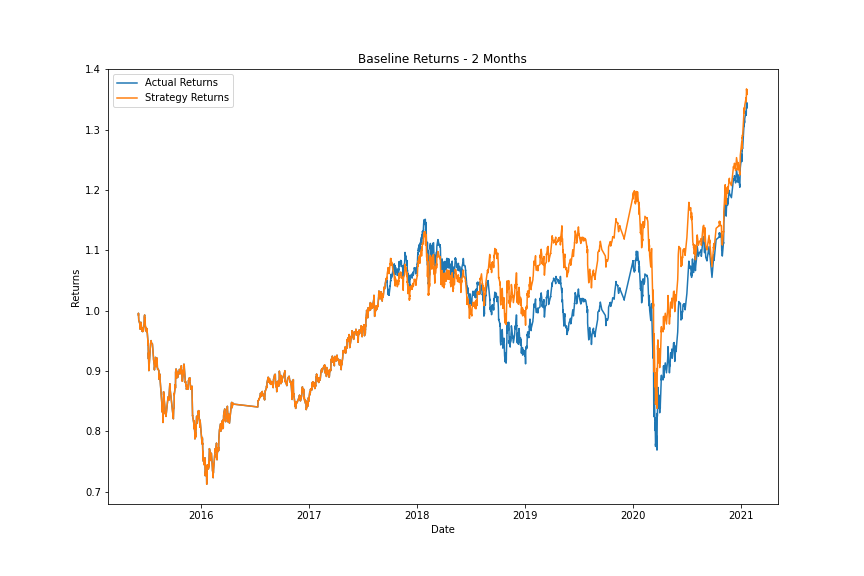 Baseline Returns - 2 Months
Actual Returns
Strategy Returns
Returns
1.4
1.3
1.2
1.1
1.0
0.9
0.8
0.7
2016
2017
2018
2019
2020
2021
Date